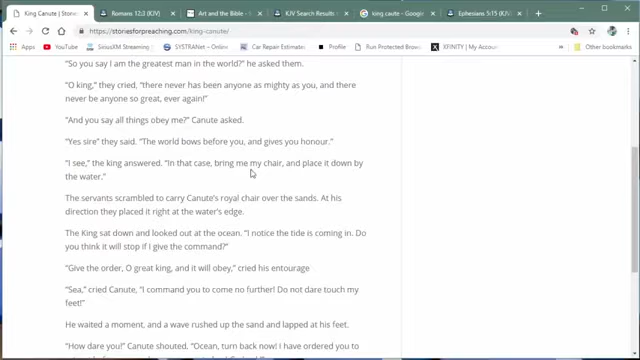 King Canute | Stories For
Romans 12:3 (KJV)
Art and the Bible -
KJV Search Results
king caute - Google
Ephesians 5:15 (KJV)
https://storiesforpreaching.com/king-canute/
Apps
YouTube
SiriusXM Streaming
SYSTRANet - On
Car Repair Estimates
Popular on MSN
XFINITY | My Accou
Other bookmarks
"So you say I am the greatest man in the world?" he asked them.
"O king," they cried, "there never has been anyone as mighty as you, and there
never be anyone so great, ever again!"
"And you say all things obey me?" Canute asked.
"Yes sire" they said. "The world bows before you, and gives you honour."
"I see," the king answered. "In that case, bring me my chair, and place it down by
the water."
The servants scrambled to carry Canute's royal chair over the sands. At his
direction they placed it right at the water's edge.
The King sat down and looked out at the ocean. "I notice the tide is coming in. Do
you think it will stop if I give the command?"
"Give the order, O great king, and it will obey," cried his entourage
"Sea," cried Canute, "I command you to come no further! Do not dare touch my
feet!"
He waited a moment, and a wave rushed up the sand and lapped at his feet.
"How dare you!" Canute shouted. "Ocean, turn back now! I have ordered you to